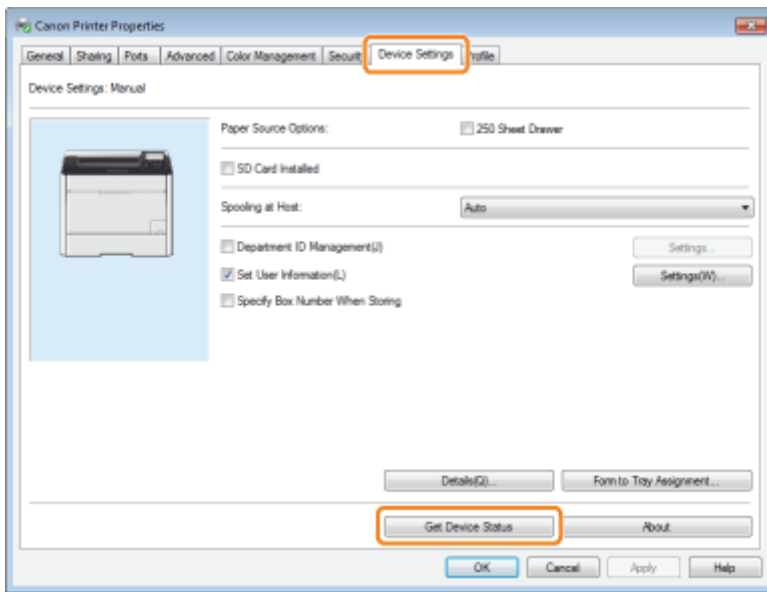 Canon Printer Properties
General Sharing Ports Advanced Color Management Security Device Settings Profile
Device Settings: Manual
Paper Source Options: 250 Sheet Drawer
SD Card Installed
Spooling at Host: Auto
Department ID Management(J) Settings...
Set User Information(L) Settings(W)...
Specify Box Number When Storing
Details(Q)... Form to Tray Assignment...
Get Device Status About
OK Cancel Apply Help